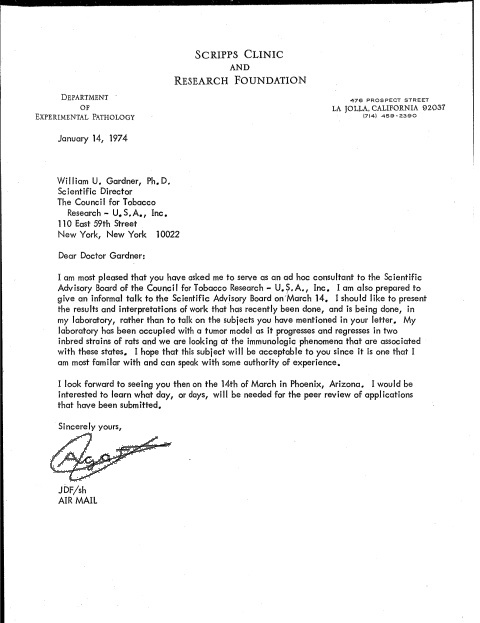 SCRIPPS CLINIC
AND
RESEARCH FOUNDATION
DEPARTMENT
OF
EXPERIMENTAL PATHOLOGY
476 PROSPECT STREET
LA JOLLA, CALIFORNIA 92037
(714) 459-2390
January 14, 1974
William U. Gardner, Ph.D.
Scientific Director
The Council for Tobacco
Research - U.S.A., Inc.
110 East 59th Street
New York, New York 10022
Dear Doctor Gardner:
I am most pleased that you have asked me to serve as an ad hoc consultant to the Scientific
Advisory Board of the Council for Tobacco Research - U.S.A., Inc. I am also prepared to
give an informal talk to the Scientific Advisory Board on March 14. I should like to present
the results and interpretations of work that has recently been done, and is being done, in
my laboratory, rather than to talk on the subjects you have mentioned in your letter. My
laboratory has been occupied with a tumor model as it progresses and regresses in two
inbred strains of rats and we are looking at the immunologic phenomena that are associated
with these states. I hope that this subject will be acceptable to you since it is one that I
am most familar with and can speak with some authority of experience.
I look forward to seeing you then on the 14th of March in Phoenix, Arizona. I would be
interested to learn what day, or days, will be needed for the peer review of applications
that have been submitted.
Sincerely yours,
JDF/sh
AIR MAIL